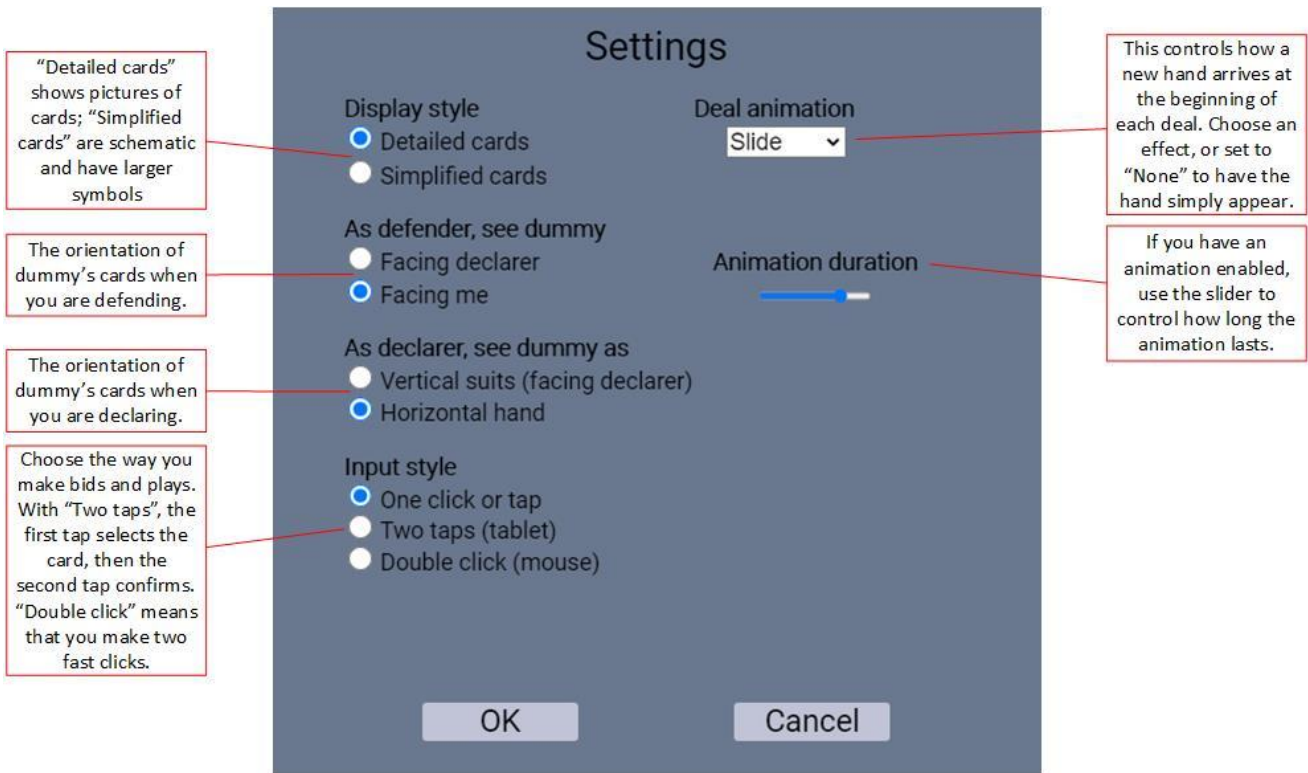 Settings
“Detailed cards”
shows pictures of
cards; “Simplified
cards” are schematic
and have larger
symbols
The orientation of
dummy’s cards when
you are defending.
The orientation of
dummy’s cards when
you are declaring.
Choose the way you
make bids and plays.
With “Two taps”, the
first tap selects the
card, then the
second tap confirms.
“Double click” means
that you make two
fast clicks.
Display style
Detailed cards
Simplified cards
As defender, see dummy
Facing declarer
Facing me
As declarer, see dummy as
Vertical suits (facing declarer)
Horizontal hand
Input style
One click or tap
Two taps (tablet)
Double click (mouse)
Deal animation
Slide
Animation duration
This controls how a
new hand arrives at
the beginning of
each deal. Choose an
effect, or set to
“None” to have the
hand simply appear.
If you have an
animation enabled,
use the slider to
control how long the
animation lasts.
OK
Cancel